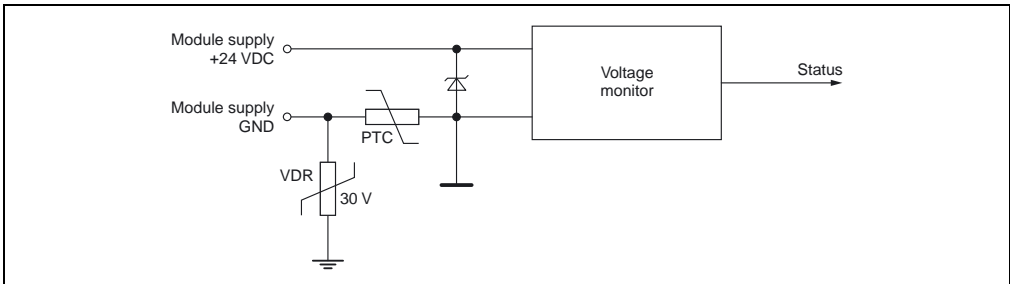 Module supply
+24 VDC
Voltage
monitor
Status
Module supply
GND
PTC
VDR
30 V